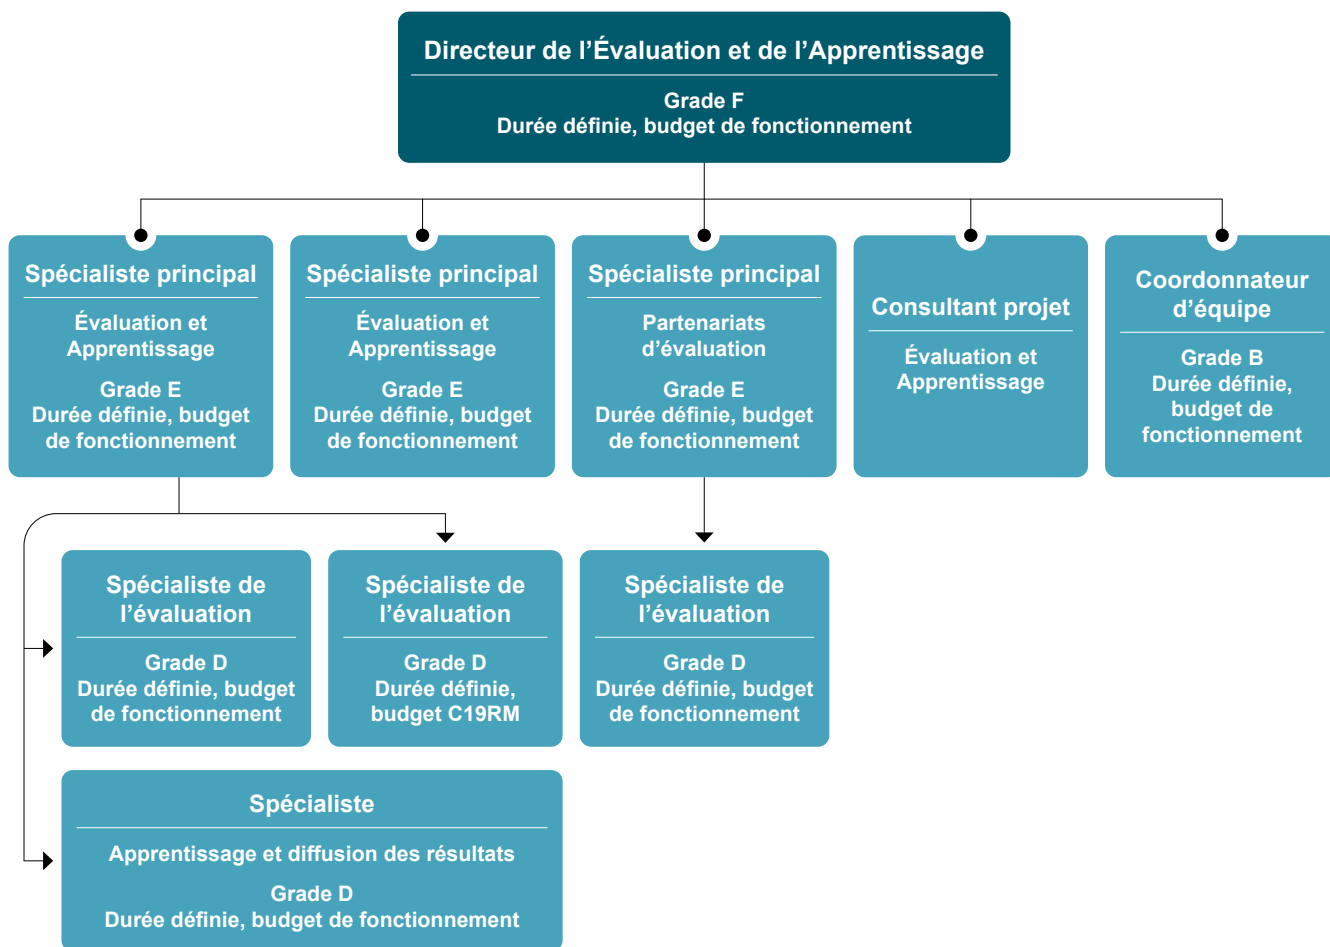 Directeur de l’Évaluation et de l’Apprentissage
Grade F
Durée définie, budget de fonctionnement
Spécialiste principal
Évaluation et
Apprentissage
Grade E
Durée définie, budget
de fonctionnement
Spécialiste principal
Évaluation et
Apprentissage
Grade E
Durée définie, budget
de fonctionnement
Spécialiste principal
Partenariats
d’évaluation
Grade E
Durée définie, budget
de fonctionnement
Consultant projet
Évaluation et
Apprentissage
Coordonnateur
d’équipe
Grade B
Durée définie,
budget de
fonctionnement
Spécialiste de
l’évaluation
Grade D
Durée définie, budget
de fonctionnement
Spécialiste de
l’évaluation
Grade D
Durée définie,
budget C19RM
Spécialiste de
l’évaluation
Grade D
Durée définie, budget
de fonctionnement
Spécialiste
Apprentissage et diffusion des résultats
Grade D
Durée définie, budget de fonctionnement